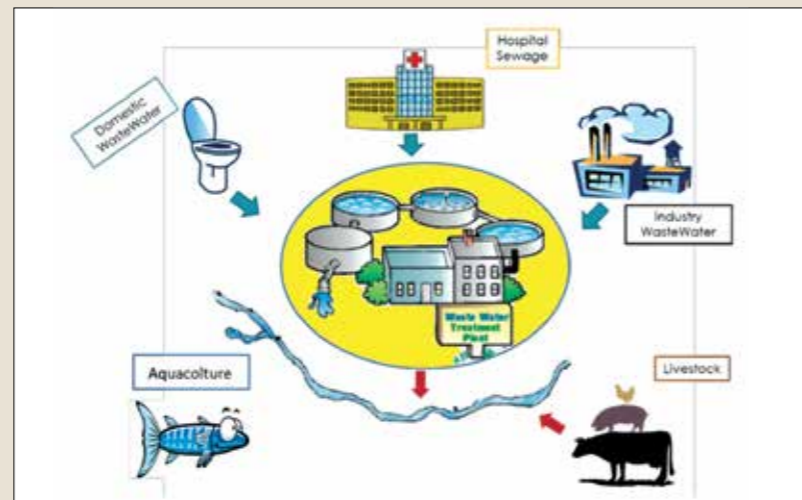 Hospital
Sewage
Domestic
WasteWater
Industry
WasteWater
Waste Water
Treatment
Plant
Aquacolture
Livestock